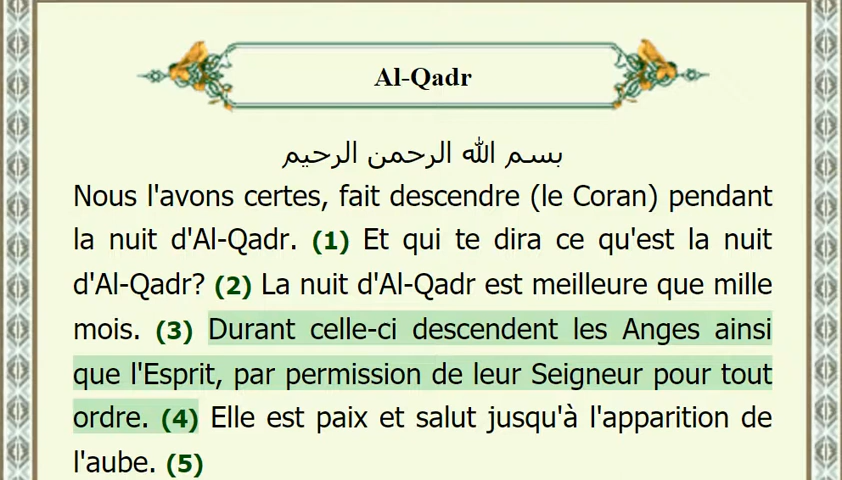 Al-Qadr
بسم الله الرحمن الرحيم
Nous l'avons certes, fait descendre (le Coran) pendant
la nuit d'Al-Qadr. (1) Et qui te dira ce qu'est la nuit
d'Al-Qadr? (2) La nuit d'Al-Qadr est meilleure que mille
mois. (3) Durant celle-ci descendent les Anges ainsi
que l'Esprit, par permission de leur Seigneur pour tout
ordre. (4) Elle est paix et salut jusqu'à l'apparition de
l'aube. (5)